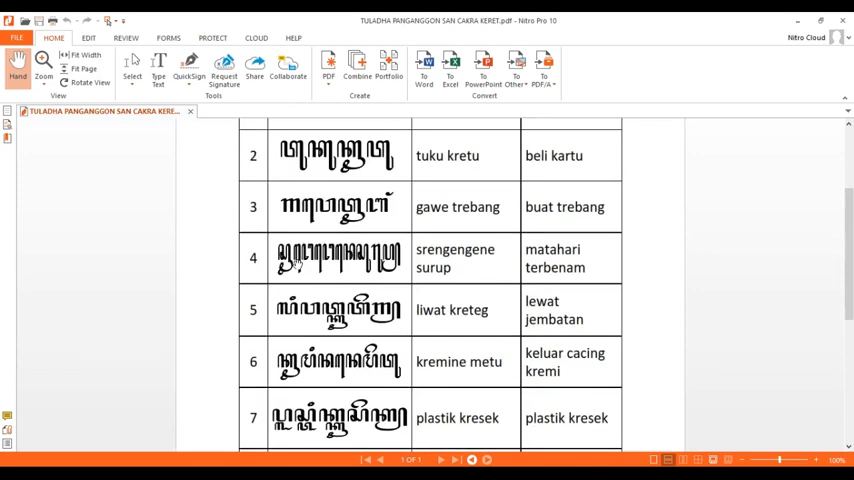 TULADHA PANGANGGON SAN CAKRA KERET.pdf - Nitro Pro 10
FILE HOME EDIT REVIEW FORMS PROTECT CLOUD HELP
Nitro Cloud
Hand
Zoom
Fit Width
Fit Page
Rotate View
View
Select
Type Text
QuickSign
Request Signature
Share
Collaborate
Tools
PDF
Combine
Portfolio
Create
To Word
To Excel
To PowerPoint
To Other
To PDF/A
Convert
TULADHA PANGANGGON SAN CAKRA KERE...
2 tuku kretu beli kartu
3 gawe trebang buat trebang
4 srengengene surup matahari terbenam
5 liwat kreteg lewat jembatan
6 kremine metu keluar cacing kremi
7 plastik kresek plastik kresek
1 OF 1
100%